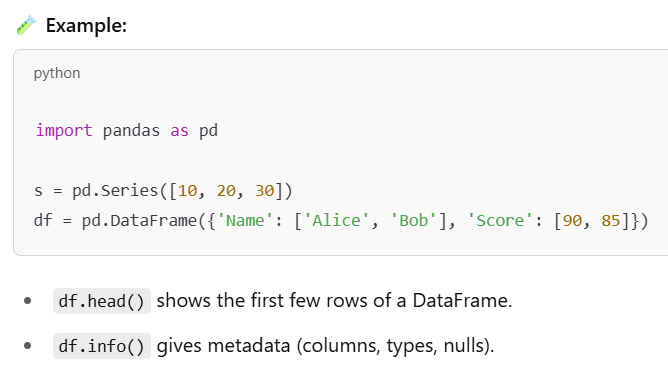 Example:
python
import pandas as pd
s = pd.Series([10, 20, 30])
df = pd.DataFrame({'Name': ['Alice', 'Bob'], 'Score': [90, 85]})
• df.head() shows the first few rows of a DataFrame.
• df.info() gives metadata (columns, types, nulls).